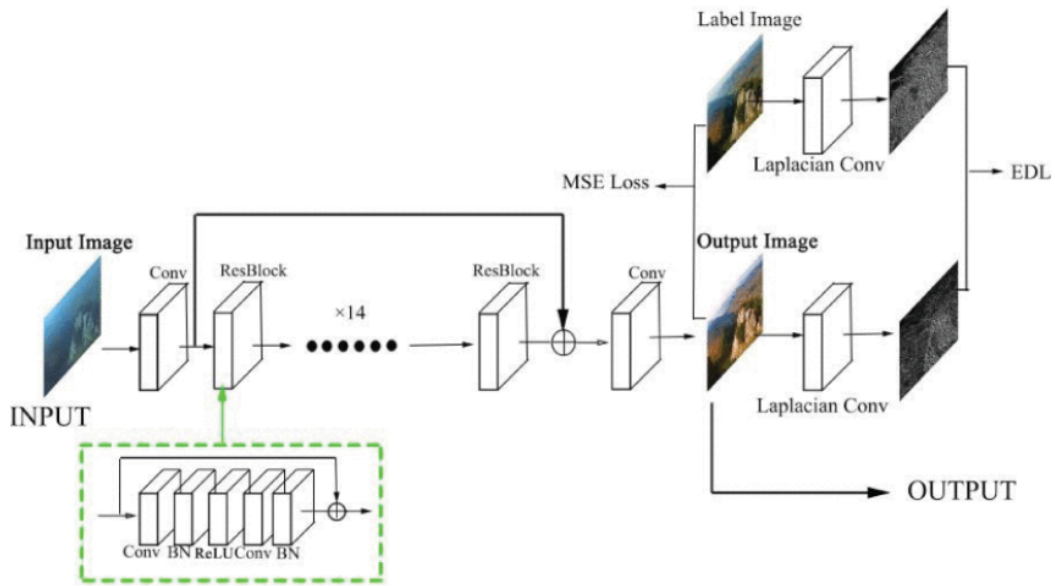 Label Image
Laplacian Conv
MSE Loss
EDL
Input Image
Conv
ResBlock
×14
ResBlock
Conv
Output Image
INPUT
Laplacian Conv
OUTPUT
Conv BN ReLU Conv BN